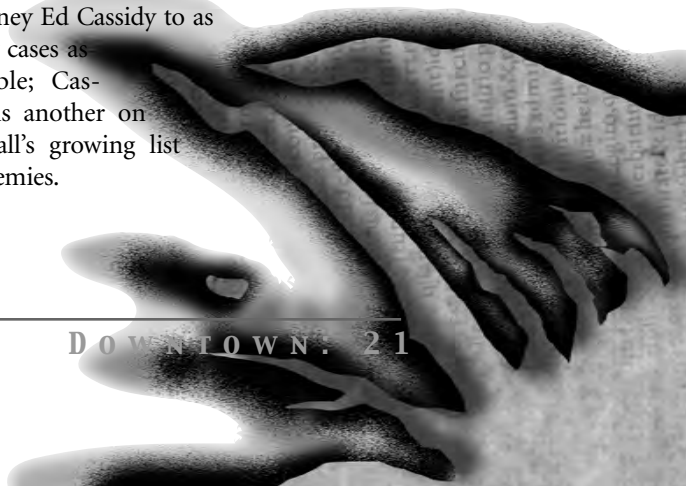 ney Ed Cassidy to as
cases as
ble; Cas-
s another on
all's growing list
emies.
DOWNTOWN. 21